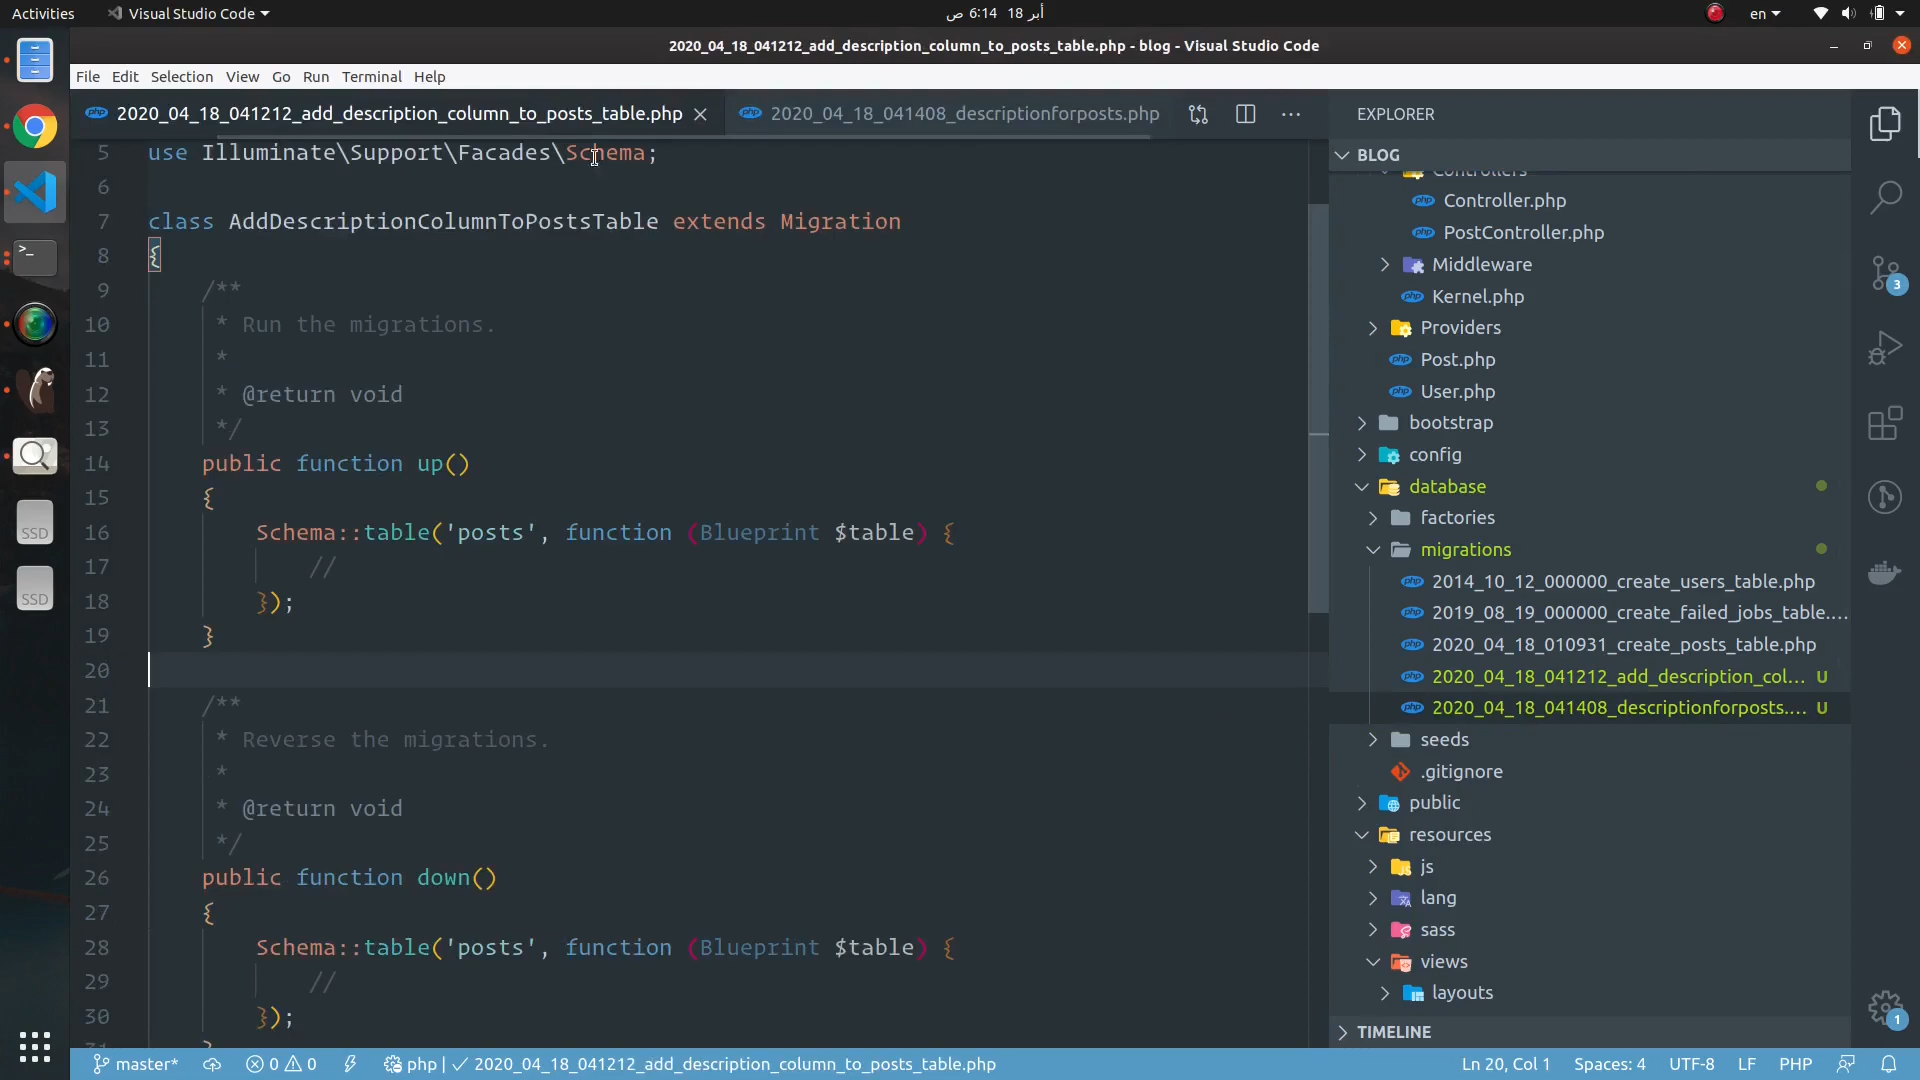 Activities
Visual Studio Code
أبر 18 6:14 ص
en
2020_04_18_041212_add_description_column_to_posts_table.php - blog - Visual Studio Code
File Edit Selection View Go Run Terminal Help
2020_04_18_041212_add_description_column_to_posts_table.php
2020_04_18_041408_descriptionforposts.php
5 use Illuminate\Support\Facades\Schema;
6
7 class AddDescriptionColumnToPostsTable extends Migration
8 {
9 /**
10 * Run the migrations.
11 *
12 * @return void
13 */
14 public function up()
15 {
16 Schema::table('posts', function (Blueprint $table) {
17 //
18 });
19 }
20
21 /**
22 * Reverse the migrations.
23 *
24 * @return void
25 */
26 public function down()
27 {
28 Schema::table('posts', function (Blueprint $table) {
29 //
30 });
EXPLORER
BLOG
Controllers
Controller.php
PostController.php
Middleware
Kernel.php
Providers
Post.php
User.php
bootstrap
config
database
factories
migrations
2014_10_12_000000_create_users_table.php
2019_08_19_000000_create_failed_jobs_table....
2020_04_18_010931_create_posts_table.php
2020_04_18_041212_add_description_col... U
2020_04_18_041408_descriptionforposts.... U
seeds
.gitignore
public
resources
js
lang
sass
views
layouts
TIMELINE
3
1
SSD
SSD
master* 0 0 php 2020_04_18_041212_add_description_column_to_posts_table.php Ln 20, Col 1 Spaces: 4 UTF-8 LF PHP